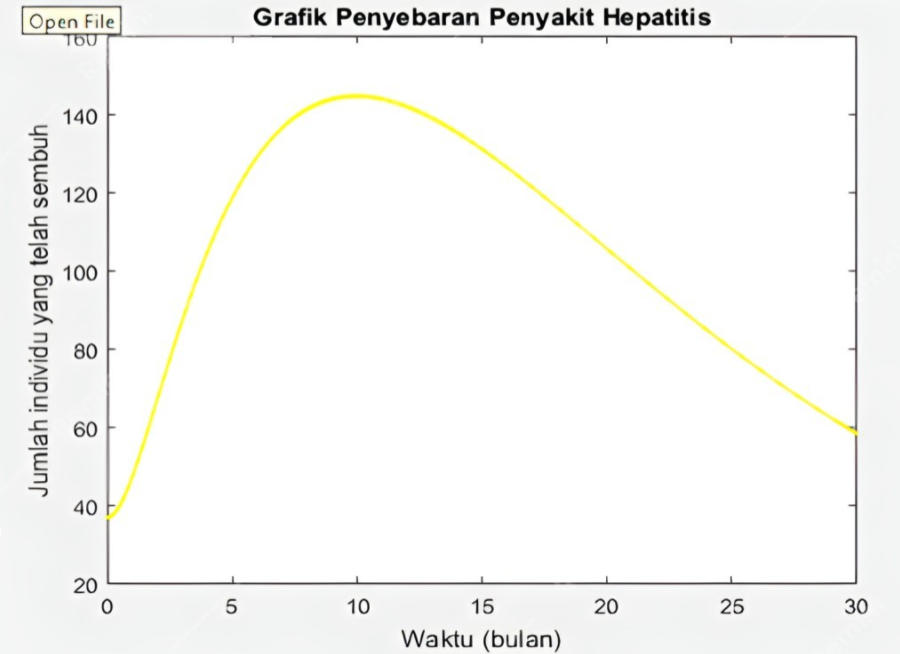 Grafik Penyebaran Penyakit Hepatitis
Open File
160
140
120
100
80
60
40
20
Jumlah individu yang telah sembuh
0 5 10 15 20 25 30
Waktu (bulan)